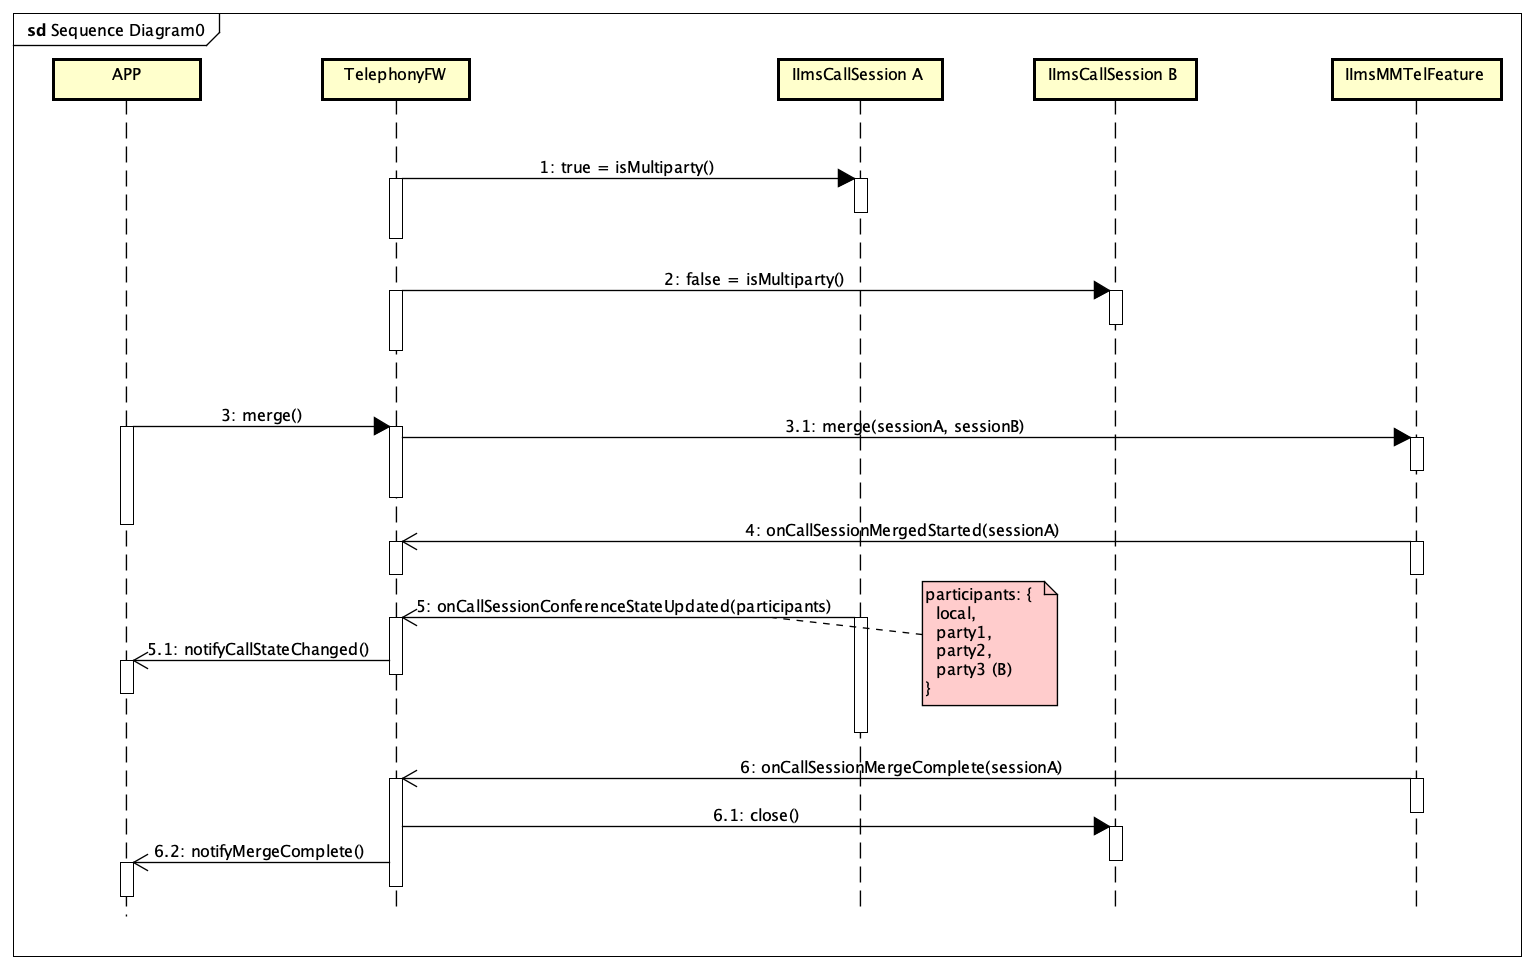 sd Sequence Diagram0
APP
TelephonyFW
IImsCallSession A
IImsCallSession B
IImsMMTelFeature
1: true = isMultiparty()
2: false = isMultiparty()
3: merge()
3.1: merge(sessionA, sessionB)
4: onCallSessionMergedStarted(sessionA)
5: onCallSessionConferenceStateUpdated(participants)
participants: {
local,
party1,
party2,
party3 (B)
}
5.1: notifyCallStateChanged()
6: onCallSessionMergeComplete(sessionA)
6.1: close()
6.2: notifyMergeComplete()